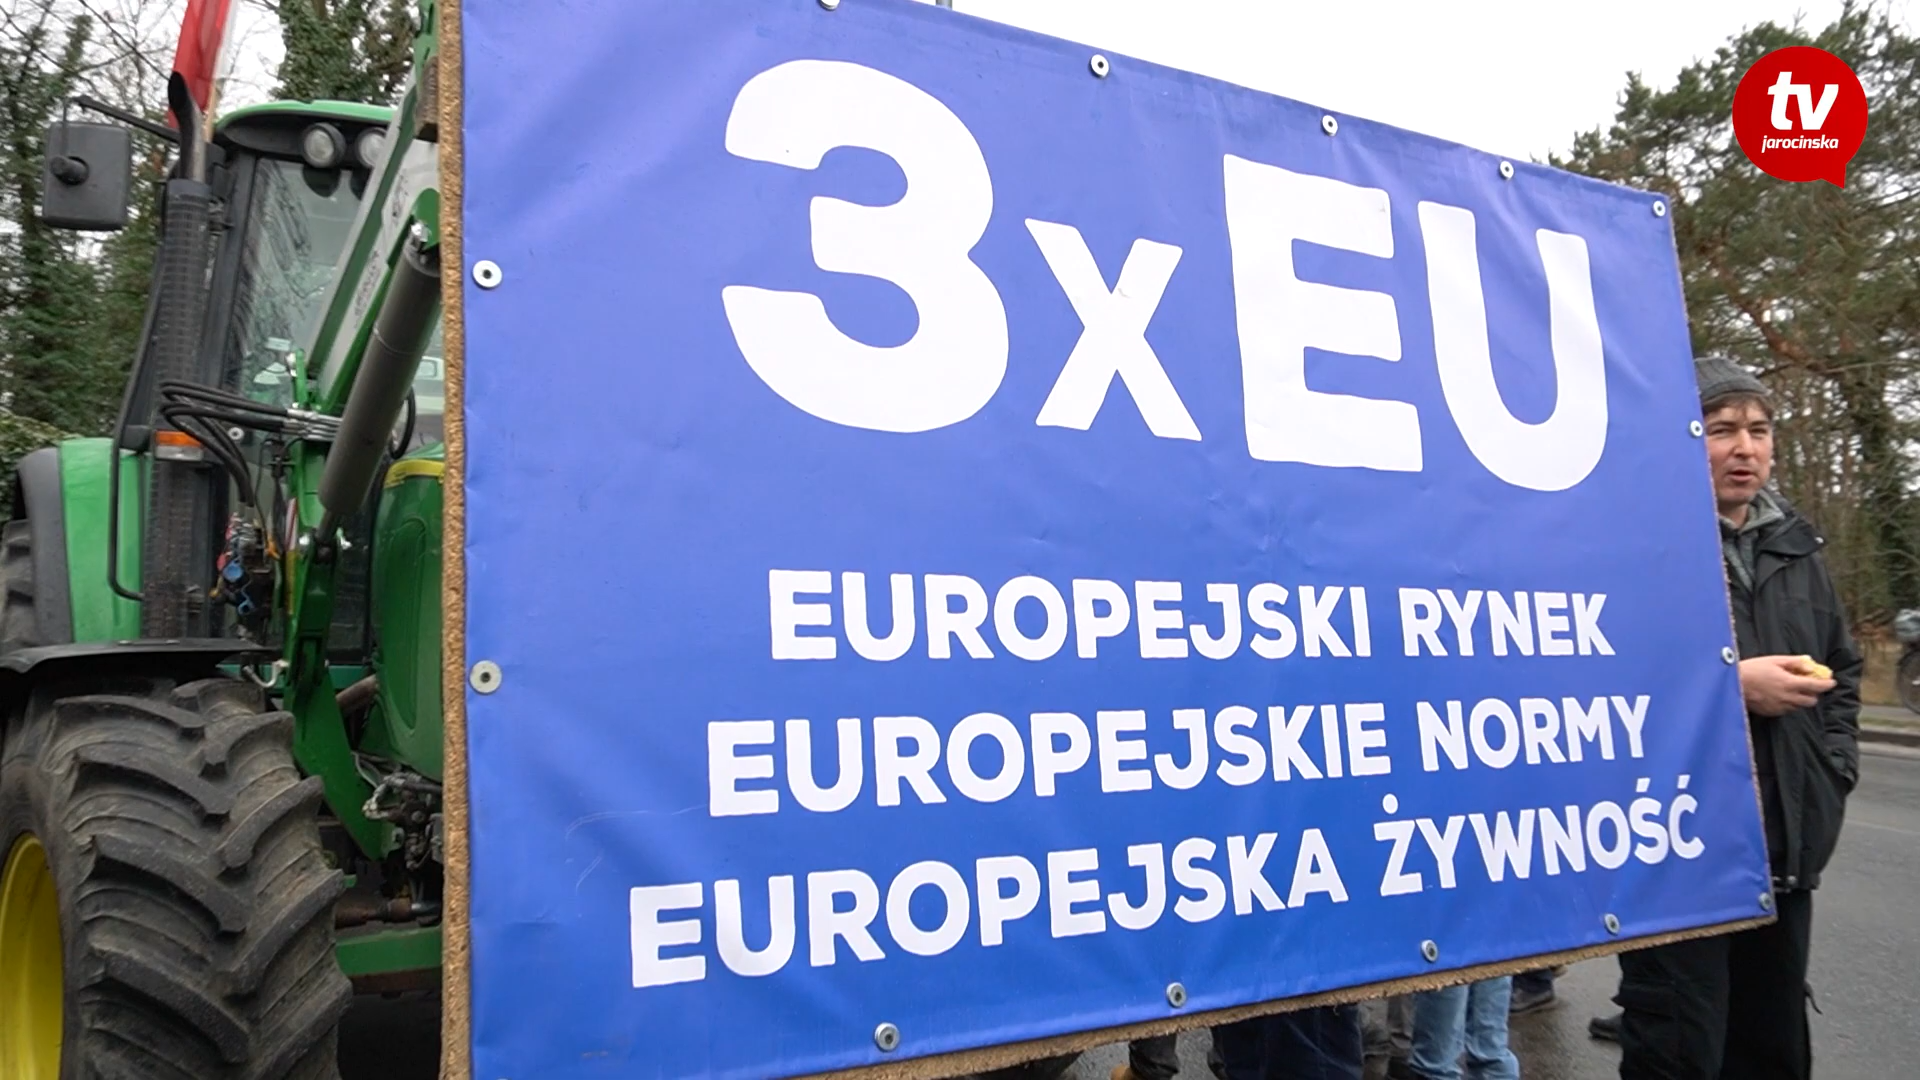 3xEU
EUROPEJSKI RYNEK
EUROPEJSKIE NORMY
EUROPEJSKA ŻYWNOŚĆ
tv
jarocinska